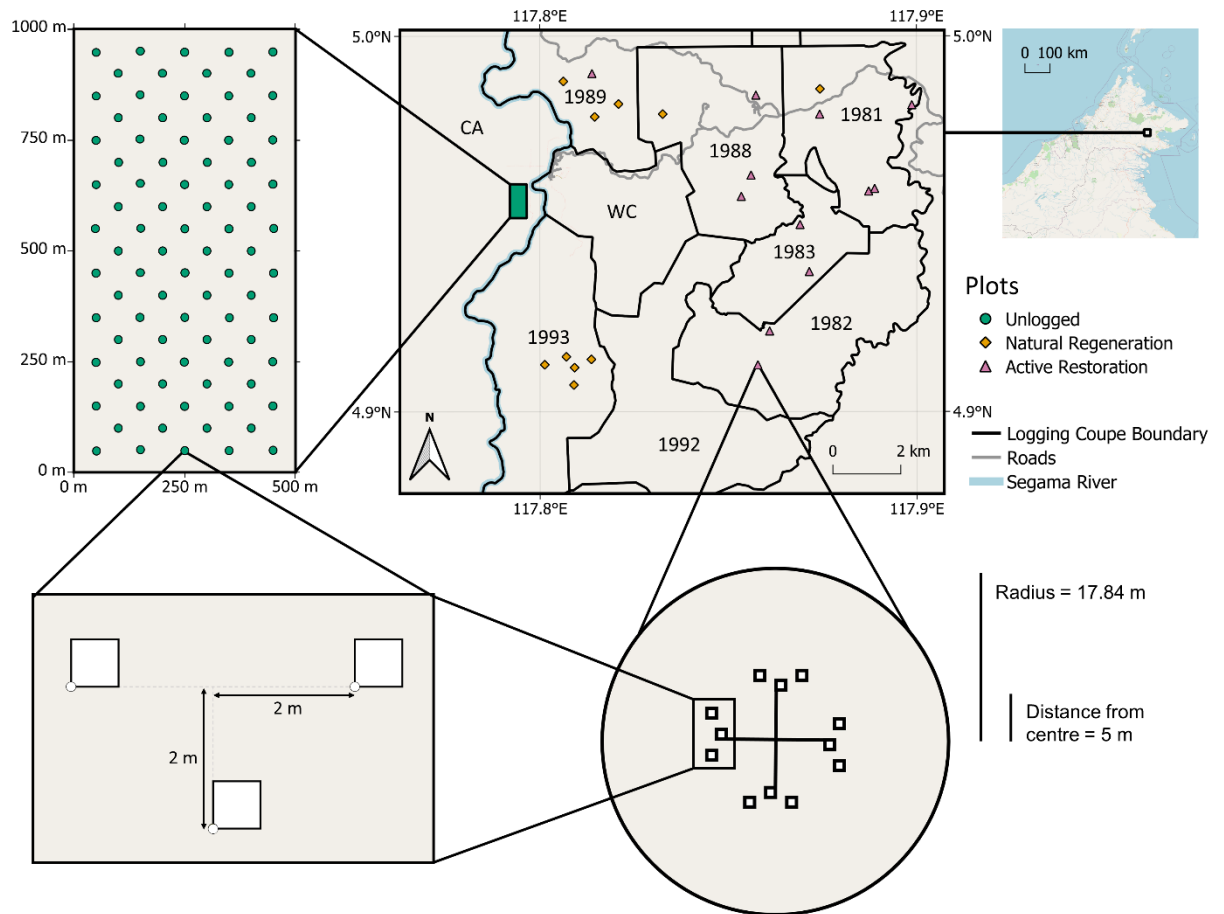 1000 m
750 m
500 m
250 m
0 m
0 m
250 m
500 m
117.8°E
117.9°E
5.0°N
5.0°N
CA
1989
1981
1988
WC
1983
1982
1993
1992
4.9°N
4.9°N
N
0 2 km
117.8°E
117.9°E
0 100 km
Plots
Unlogged
Natural Regeneration
Active Restoration
Logging Coupe Boundary
Roads
Segama River
2 m
2 m
Radius = 17.84 m
Distance from
centre = 5 m